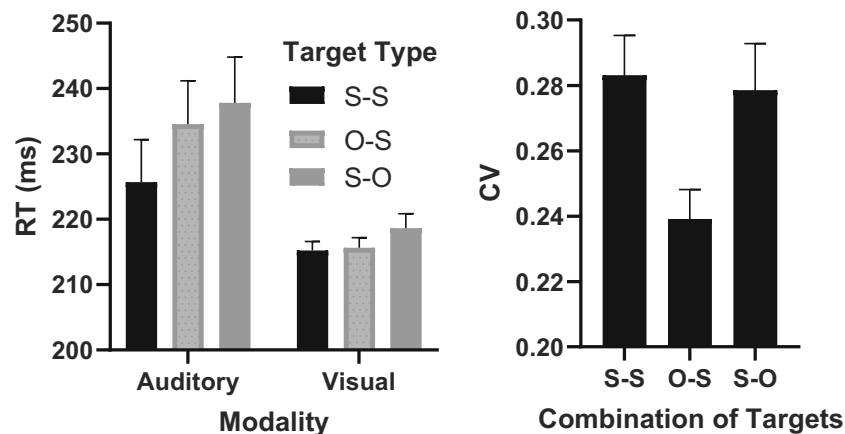 250
240
230
220
210
200
RT (ms)
Target Type
S-S
O-S
S-O
Auditory Visual
Modality
0.30
0.28
0.26
0.24
0.22
0.20
CV
S-S O-S S-O
Combination of Targets